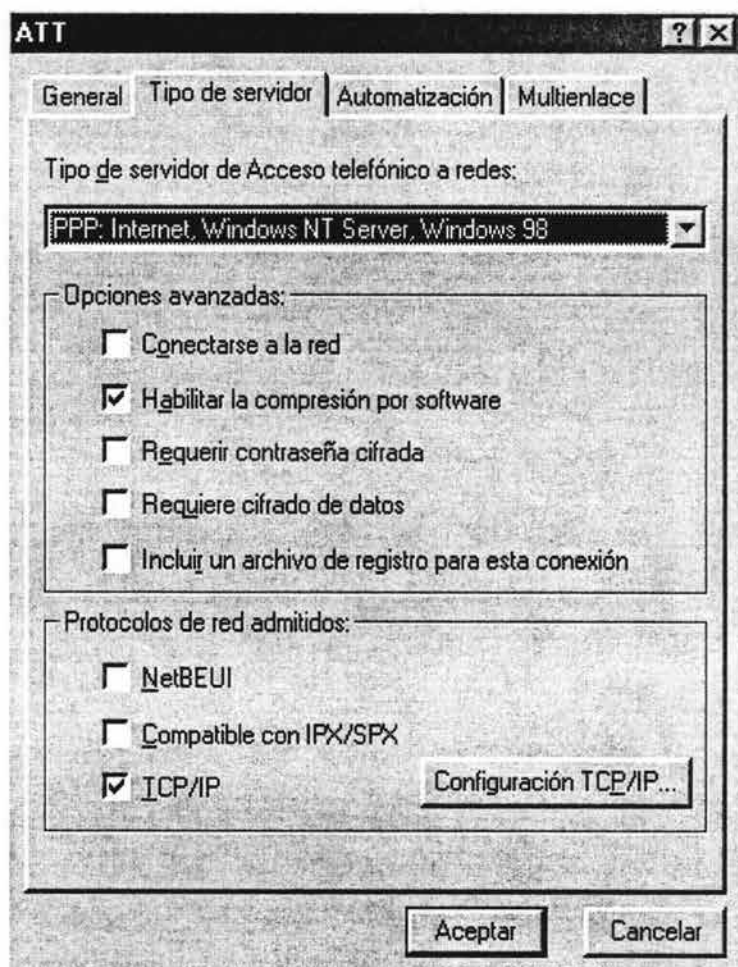 ATT
General Tipo de servidor Automatización Multienlace
Tipo de servidor de Acceso telefónico a redes:
PPP: Internet, Windows NT Server, Windows 98
Opciones avanzadas:
Conectarse a la red
Habilitar la compresión por software
Requerir contraseña cifrada
Requiere cifrado de datos
Incluir un archivo de registro para esta conexión
Protocolos de red admitidos:
NetBEUI
Compatible con IPX/SPX
TCP/IP Configuración TCP/IP...
Aceptar Cancelar